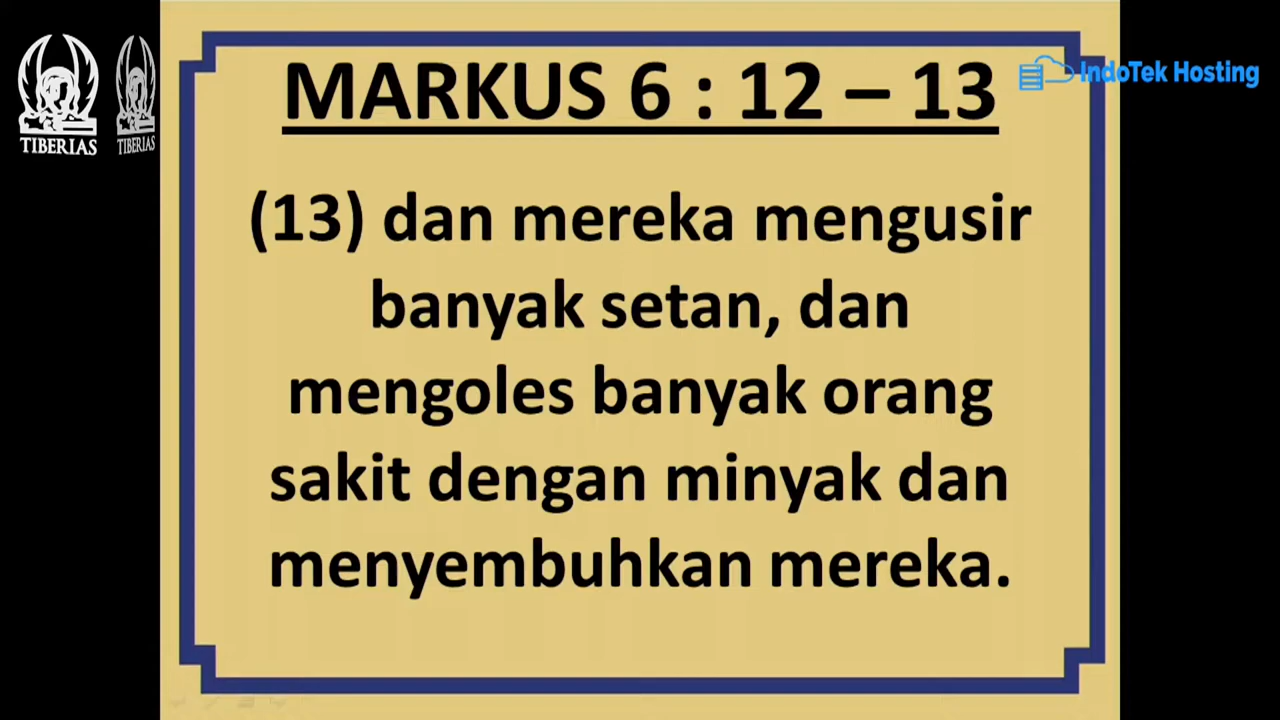 MARKUS 6 : 12 – 13
IndoTek Hosting
TIBERIAS
TIBERIAS
(13) dan mereka mengusir
banyak setan, dan
mengoles banyak orang
sakit dengan minyak dan
menyembuhkan mereka.